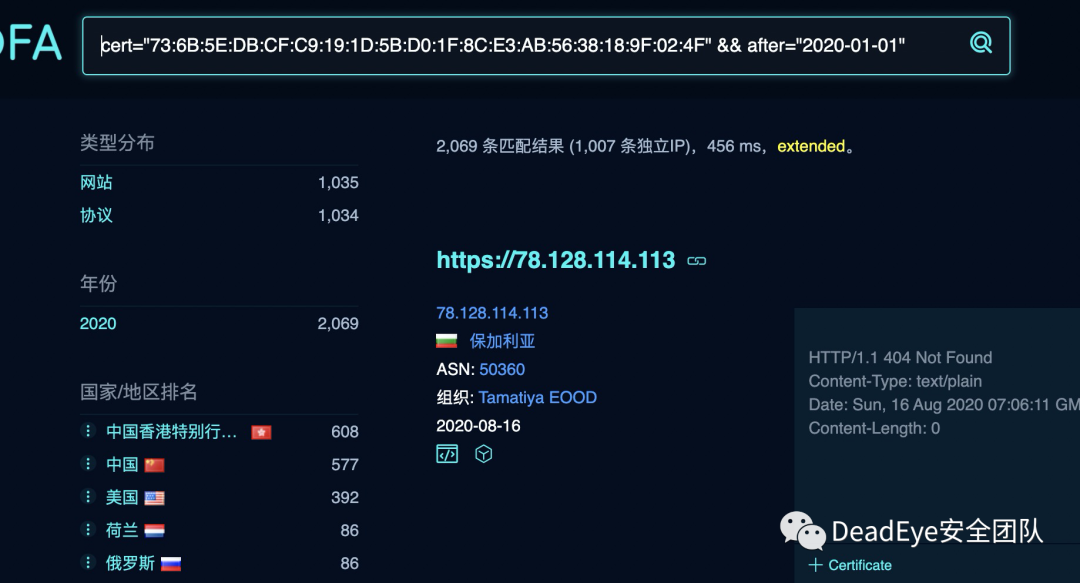 FA
cert="73:6B:5E:DB:CF:C9:19:1D:5B:D0:1F:8C:E3:AB:56:38:18:9F:02:4F" && after="2020-01-01"
类型分布
网站 1,035
协议 1,034
年份
2020 2,069
国家/地区排名
中国香港特别行… 608
中国 577
美国 392
荷兰 86
俄罗斯 86
2,069 条匹配结果 (1,007 条独立IP)，456 ms，extended。
https://78.128.114.113
78.128.114.113
保加利亚
ASN: 50360
组织: Tamatiya EOOD
2020-08-16
HTTP/1.1 404 Not Found
Content-Type: text/plain
Date: Sun, 16 Aug 2020 07:06:11 GM
Content-Length: 0
DeadEye安全团队
+ Certificate